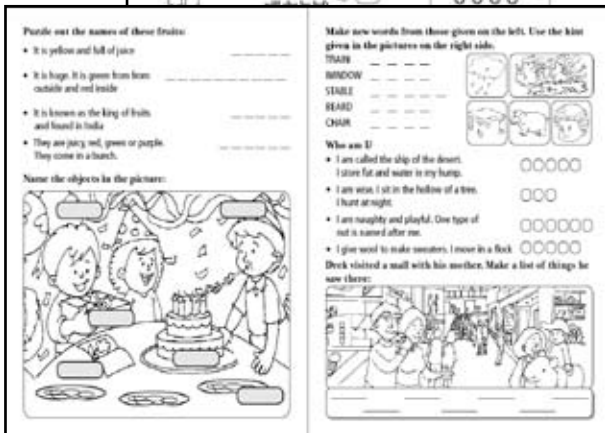 Puzzle out the names of these fruits:
• It is yellow and full of juice _ _ _ _ _
• It is huge. It is green from from _ _ _ _ _ _ _ _ _ _
outside and red inside
• It is known as the king of fruits _ _ _ _ _
and found in India
• They are juicy, red, green or purple. _ _ _ _ _ _
They come in a bunch.
Name the objects in the picture:
Make new words from those given on the left. Use the hint
given in the pictures on the right side.
TRAIN _ _ _ _
WINDOW _ _ _ _
STABLE _ _ _ _ _
BEARD _ _ _ _
CHAIR _ _ _ _
Who am I?
• I am called the ship of the desert.
I store fat and water in my hump.
• I am wise. I sit in the hollow of a tree.
I hunt at night.
• I am naughty and playful. One type of
nut is named after me.
• I give wool to make sweaters. I move in a flock
visited a mall with his mother. Make a list of things he
saw there: